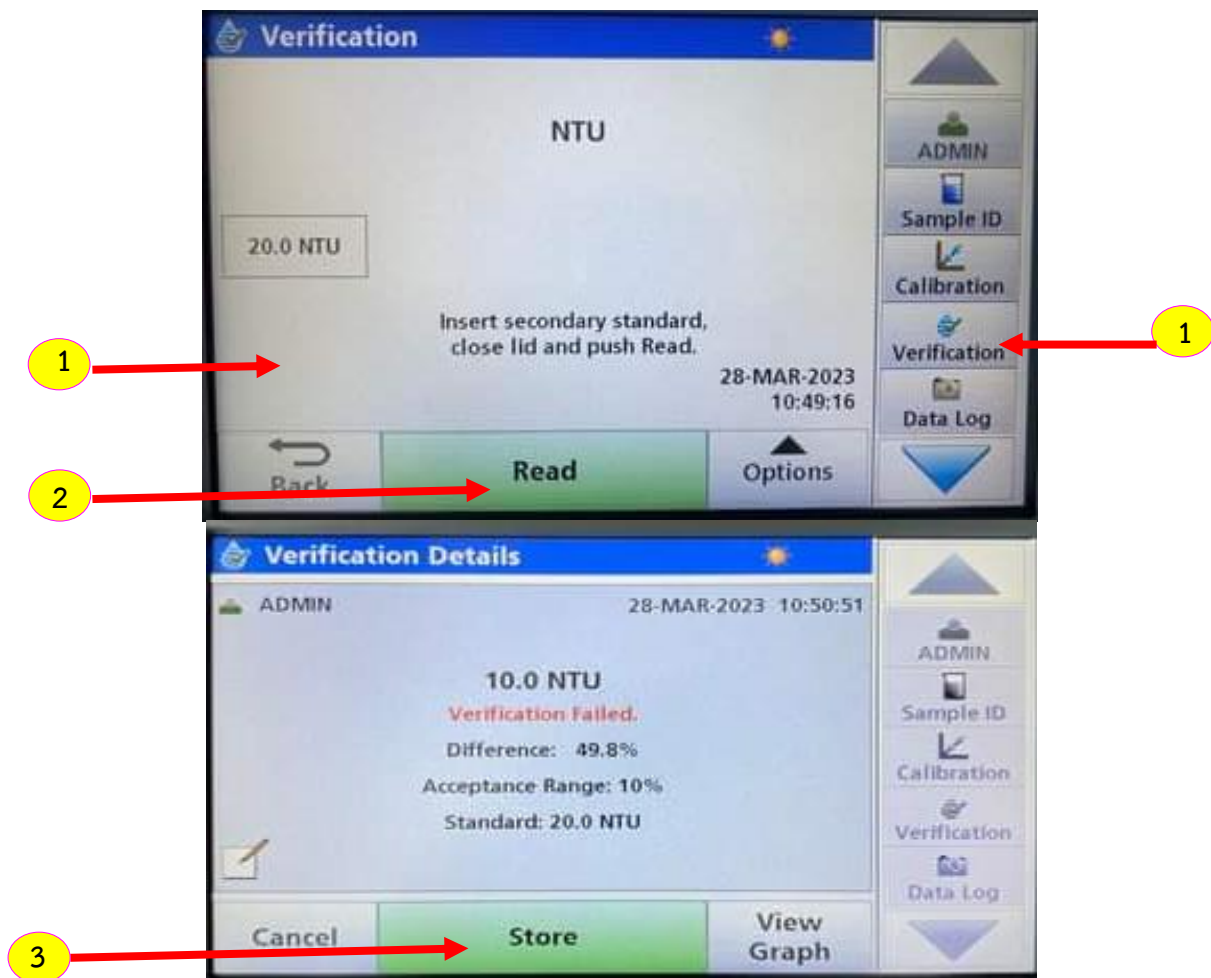 Verification
NTU
20.0 NTU
Insert secondary standard,
close lid and push Read.
28-MAR-2023
10:49:16
Back
Read
Options
ADMIN
Sample ID
Calibration
Verification
Data Log
1
1
2
Verification Details
ADMIN
28-MAR-2023 10:50:51
10.0 NTU
Verification Failed.
Difference: 49.8%
Acceptance Range: 10%
Standard: 20.0 NTU
Cancel
Store
View
Graph
ADMIN
Sample ID
Calibration
Verification
Data Log
3